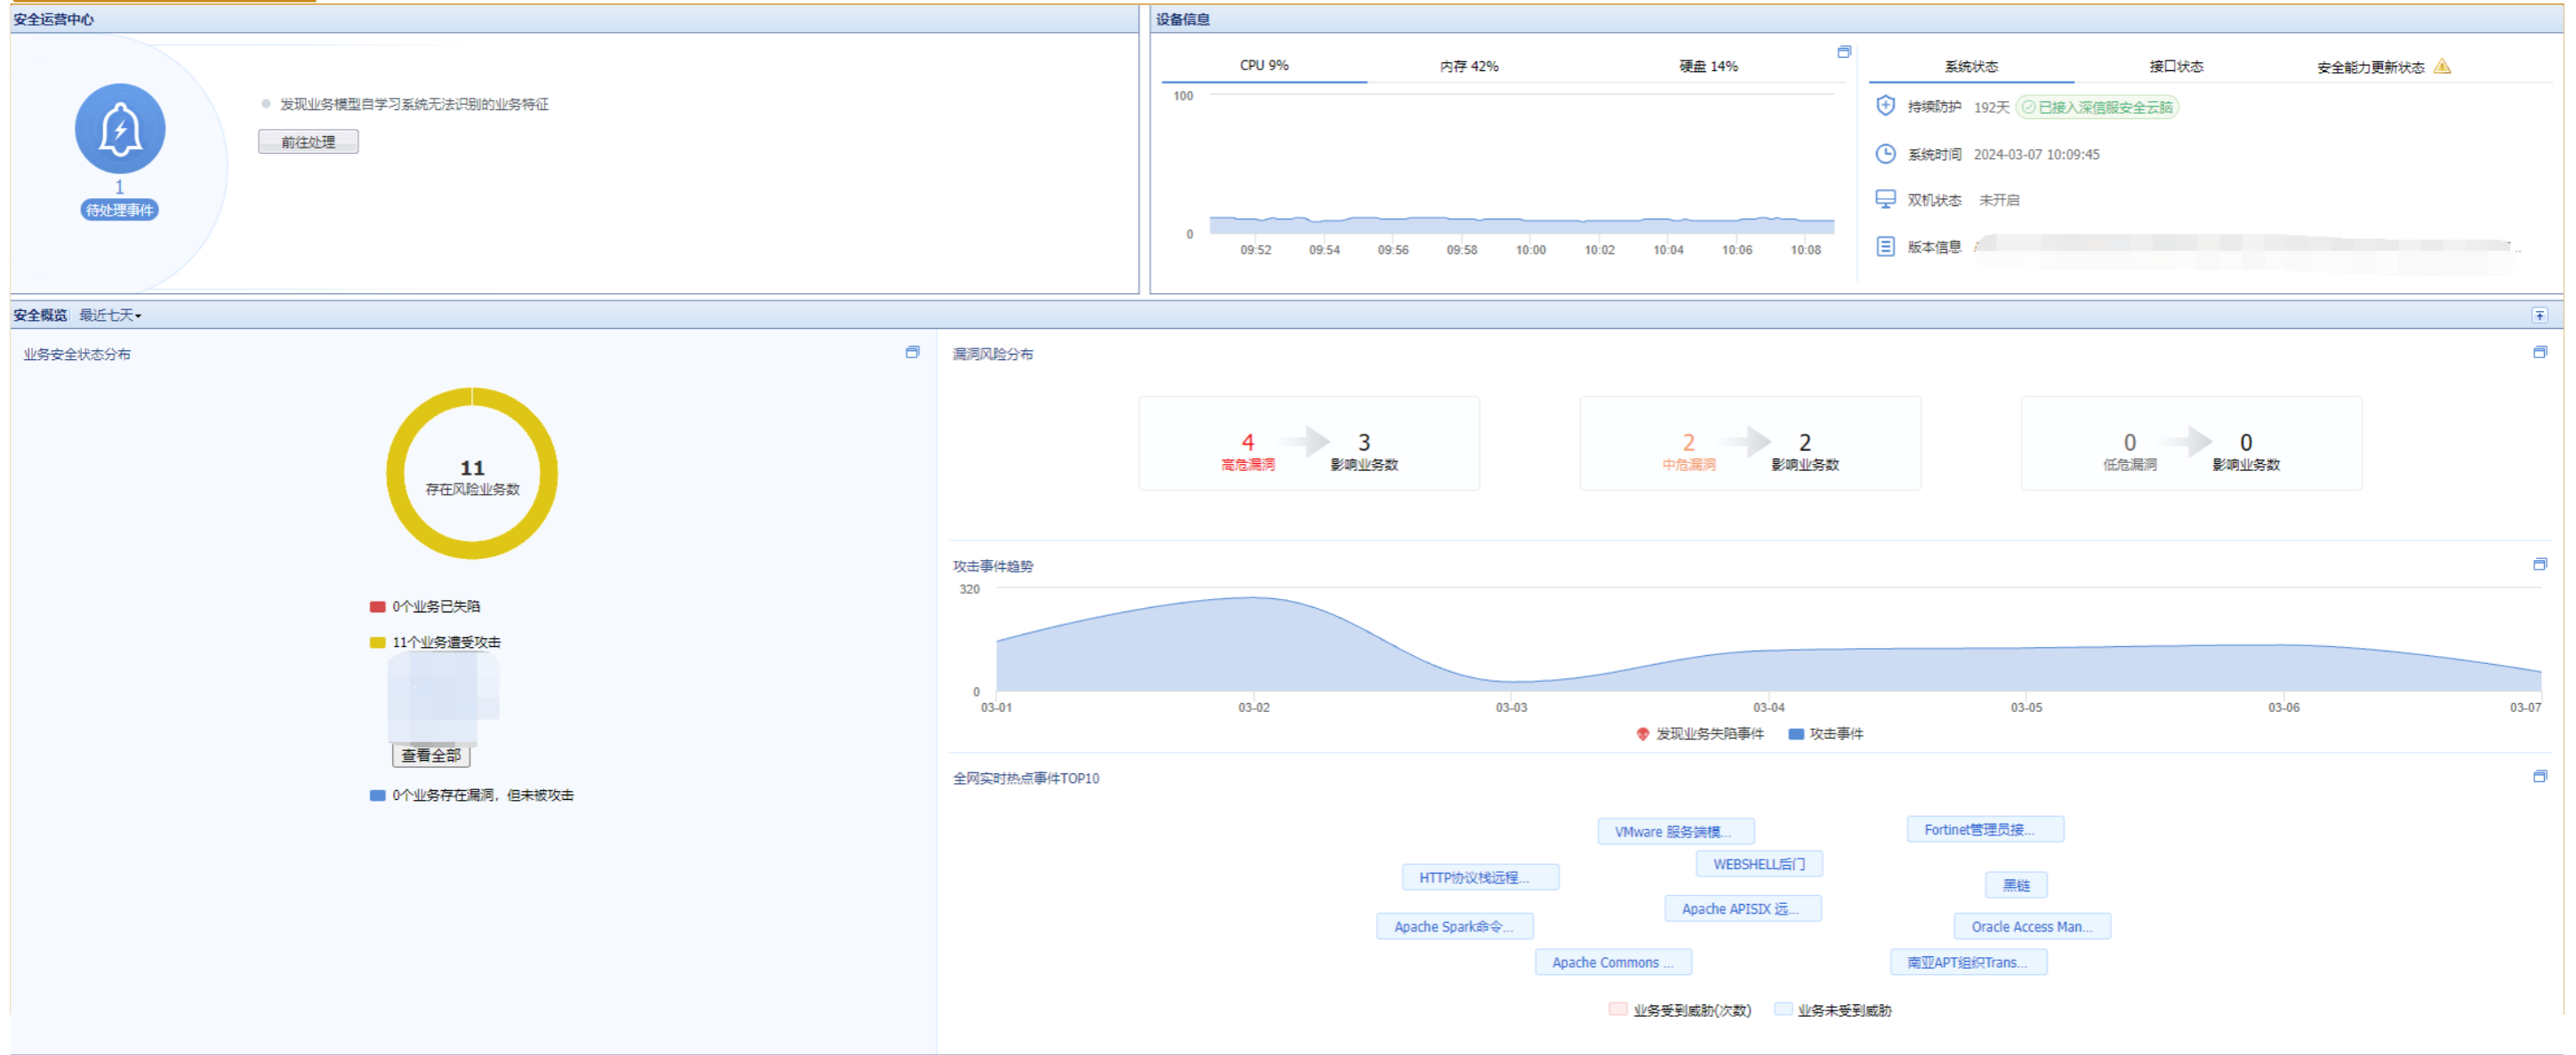 安全运营中心
1
待处理事件
发现业务模型自学习系统无法识别的业务特征
前往处理
设备信息
CPU 9% 内存 42% 硬盘 14%
100
0
09:52 09:54 09:56 09:58 10:00 10:02 10:04 10:06 10:08
系统状态 接口状态 安全能力更新状态
持续防护 192天 已接入深信服安全云脑
系统时间 2024-03-07 10:09:45
双机状态 未开启
版本信息
安全概览 最近七天
业务安全状态分布
11
存在风险业务数
0个业务已失陷
11个业务遭受攻击
查看全部
0个业务存在漏洞，但未被攻击
漏洞风险分布
4 3
高危漏洞 影响业务数
2 2
中危漏洞 影响业务数
0 0
低危漏洞 影响业务数
攻击事件趋势
320
0
03-01 03-02 03-03 03-04 03-05 03-06 03-07
发现业务失陷事件 攻击事件
全网实时热点事件TOP10
VMware 服务端模...
Fortinet管理员接...
WEBSHELL后门
HTTP协议栈远程...
黑链
Apache APISIX 远...
Apache Spark命令...
Oracle Access Man...
Apache Commons ...
南亚APT组织Trans...
业务受到威胁(次数) 业务未受到威胁